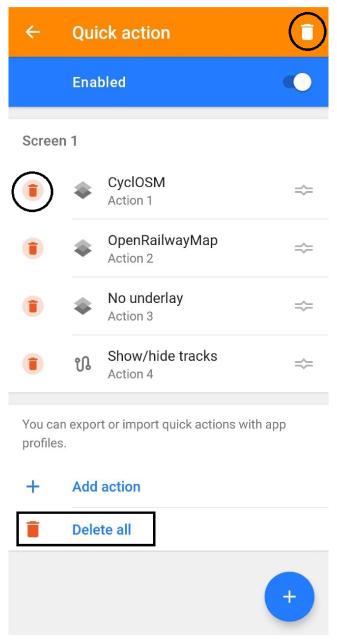 Quick action
Enabled
Screen 1
CyclOSM
Action 1
OpenRailwayMap
Action 2
No underlay
Action 3
Show/hide tracks
Action 4
You can export or import quick actions with app
profiles.
Add action
Delete all